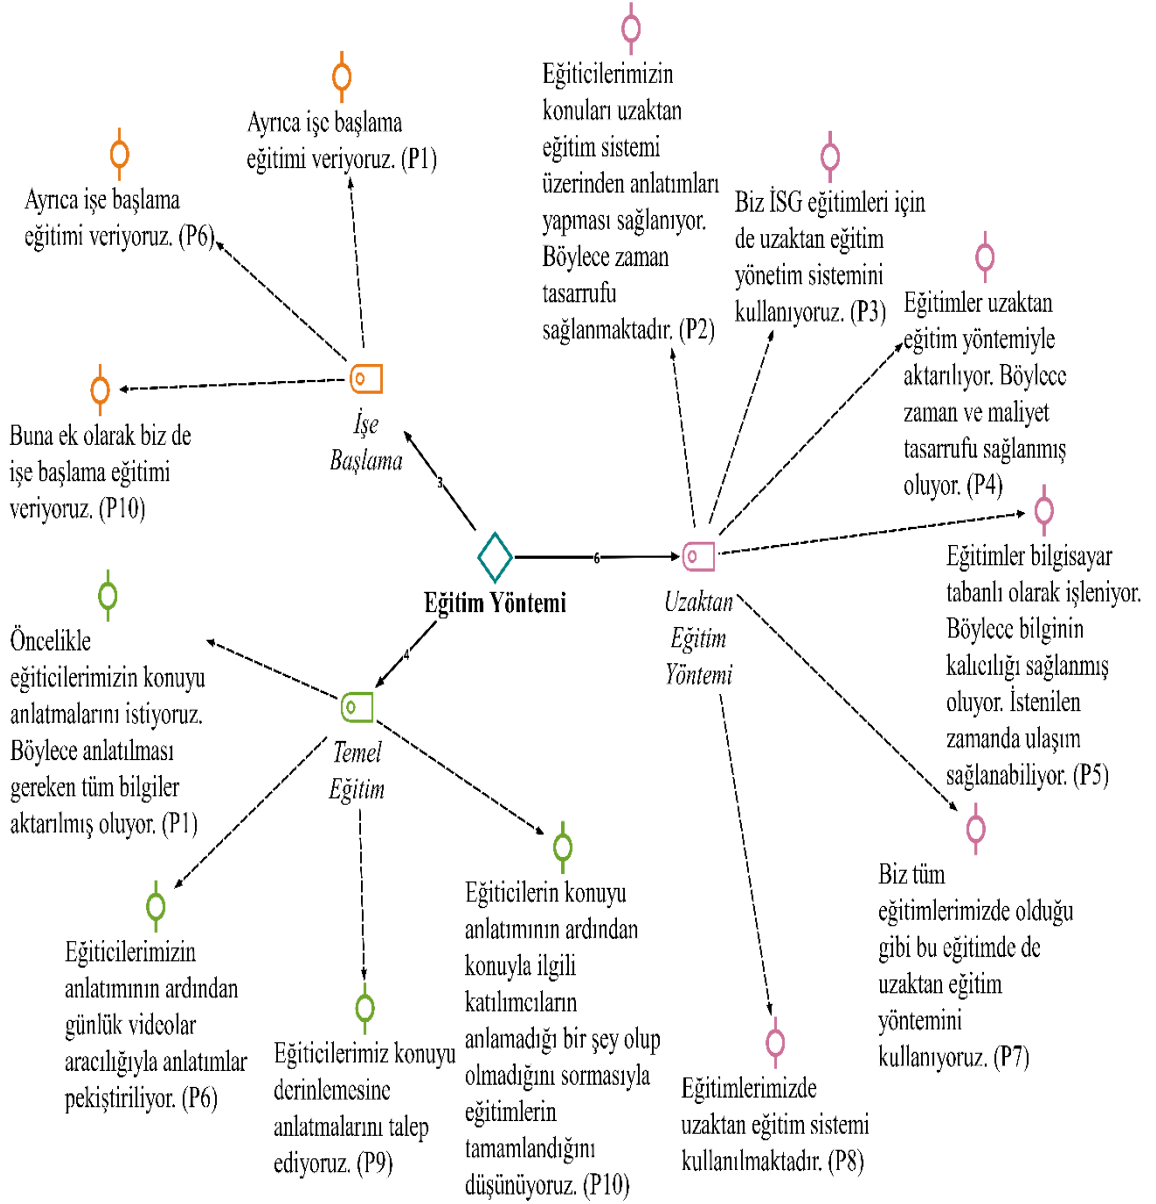 Ayrıca işe başlama
eğitimi veriyoruz. (P1)
Ayrıca işe başlama
eğitimi veriyoruz. (P6)
Buna ek olarak biz de
işe başlama eğitimi
veriyoruz. (P10)
İşe
Başlama
3
Eğiticilerimizin
konuları uzaktan
eğitim sistemi
üzerinden anlatımları
yapması sağlanıyor.
Böylece zaman
tasarrufu
sağlanmaktadır. (P2)
Biz İSG eğitimleri için
de uzaktan eğitim
yönetim sistemini
kullanıyoruz. (P3)
Eğitimler uzaktan
eğitim yöntemiyle
aktarılıyor. Böylece
zaman ve maliyet
tasarrufu sağlanmış
oluyor. (P4)
Eğitimler bilgisayar
tabanlı olarak işleniyor.
Böylece bilginin
kalıcılığı sağlanmış
oluyor. İstenilen
zamanda ulaşım
sağlanabiliyor. (P5)
6
Eğitim Yöntemi
Uzaktan
Eğitim
Yöntemi
4
Temel
Eğitim
Öncelikle
eğiticilerimizin konuyu
anlatmalarını istiyoruz.
Böylece anlatılması
gereken tüm bilgiler
aktarılmış oluyor. (P1)
Eğiticilerimizin
anlatımının ardından
günlük videolar
aracılığıyla anlatımlar
pekiştiriliyor. (P6)
Eğiticilerimiz konuyu
derinlemesine
anlatmalarını talep
ediyoruz. (P9)
Eğiticilerin konuyu
anlatımının ardından
konuyla ilgili
katılımcıların
anlamadığı bir şey olup
olmadığını sormasıyla
eğitimlerin
tamamlandığını
düşünüyoruz. (P10)
Eğitimlerimizde
uzaktan eğitim sistemi
kullanılmaktadır. (P8)
Biz tüm
eğitimlerimizde olduğu
gibi bu eğitimde de
uzaktan eğitim
yöntemini
kullanıyoruz. (P7)